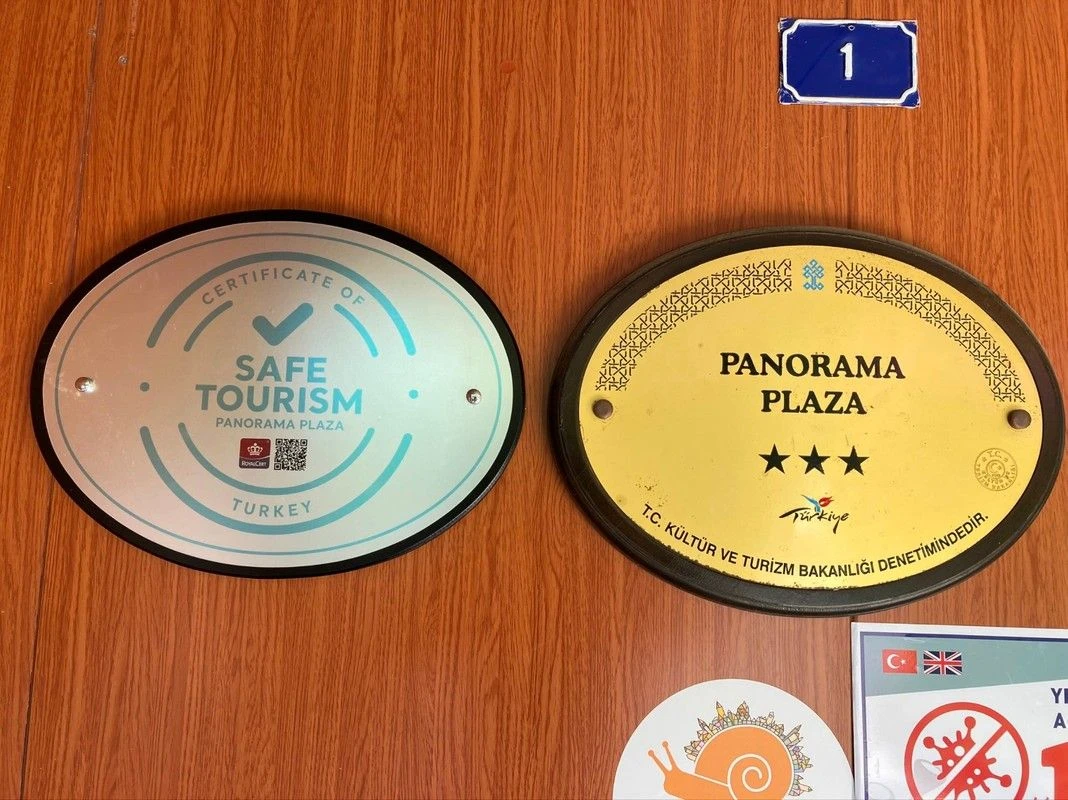 1
CERTIFICATE OF
SAFE
TOURISM
PANORAMA PLAZA
ROYALCERT
TURKEY
PANORAMA
PLAZA
T.C.
Türkiye
T.C. KÜLTÜR VE TURİZM BAKANLIĞI DENETİMİNDEDİR.